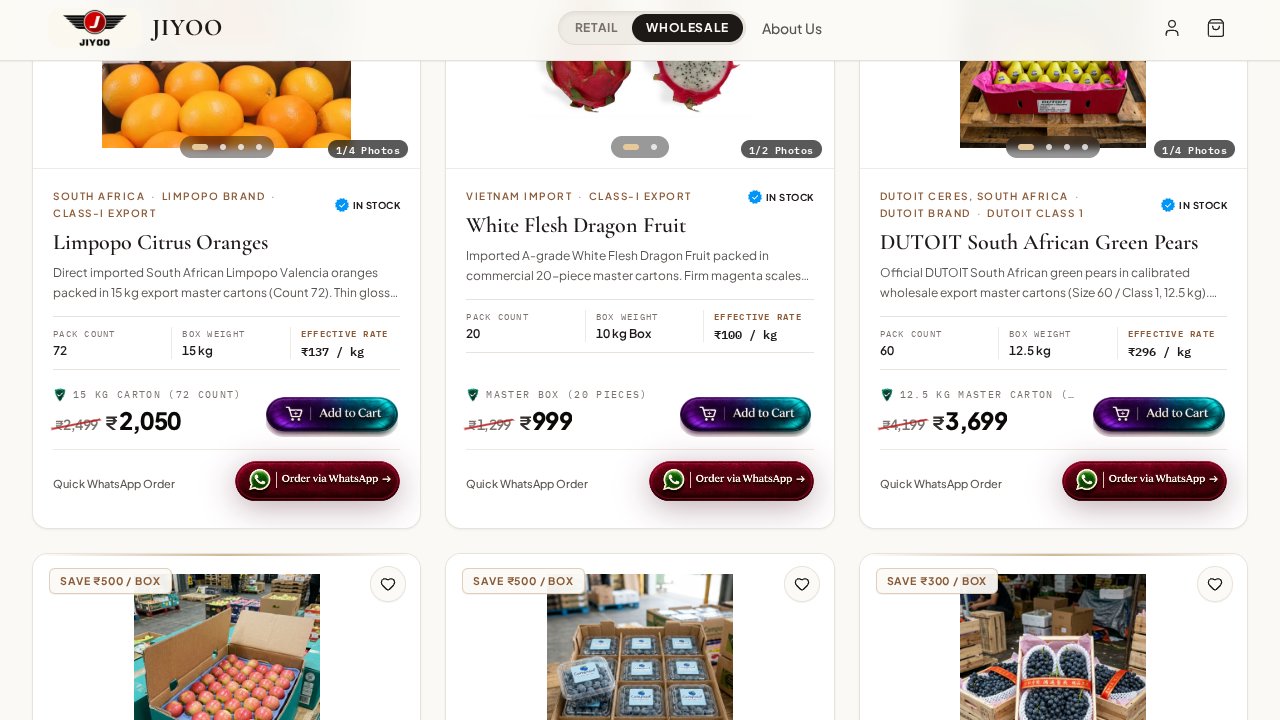 JIYOO
JIYOO
RETAIL
WHOLESALE
About Us
1/4 Photos
1/2 Photos
DUTOIT
1/4 Photos
SOUTH AFRICA · LIMPOPO BRAND ·
CLASS-I EXPORT
IN STOCK
Limpopo Citrus Oranges
Direct imported South African Limpopo Valencia oranges
packed in 15 kg export master cartons (Count 72). Thin gloss…
PACK COUNT
72
BOX WEIGHT
15 kg
EFFECTIVE RATE
₹137 / kg
15 KG CARTON (72 COUNT)
₹2,499 ₹2,050
Add to Cart
Quick WhatsApp Order
Order via WhatsApp →
VIETNAM IMPORT · CLASS-I EXPORT
IN STOCK
White Flesh Dragon Fruit
Imported A-grade White Flesh Dragon Fruit packed in
commercial 20-piece master cartons. Firm magenta scales…
PACK COUNT
20
BOX WEIGHT
10 kg Box
EFFECTIVE RATE
₹100 / kg
MASTER BOX (20 PIECES)
₹1,299 ₹999
Add to Cart
Quick WhatsApp Order
Order via WhatsApp →
DUTOIT CERES, SOUTH AFRICA ·
DUTOIT BRAND · DUTOIT CLASS 1
IN STOCK
DUTOIT South African Green Pears
Official DUTOIT South African green pears in calibrated
wholesale export master cartons (Size 60 / Class 1, 12.5 kg).…
PACK COUNT
60
BOX WEIGHT
12.5 kg
EFFECTIVE RATE
₹296 / kg
12.5 KG MASTER CARTON (…
₹4,199 ₹3,699
Add to Cart
Quick WhatsApp Order
Order via WhatsApp →
SAVE ₹500 / BOX
SAVE ₹500 / BOX
SAVE ₹300 / BOX